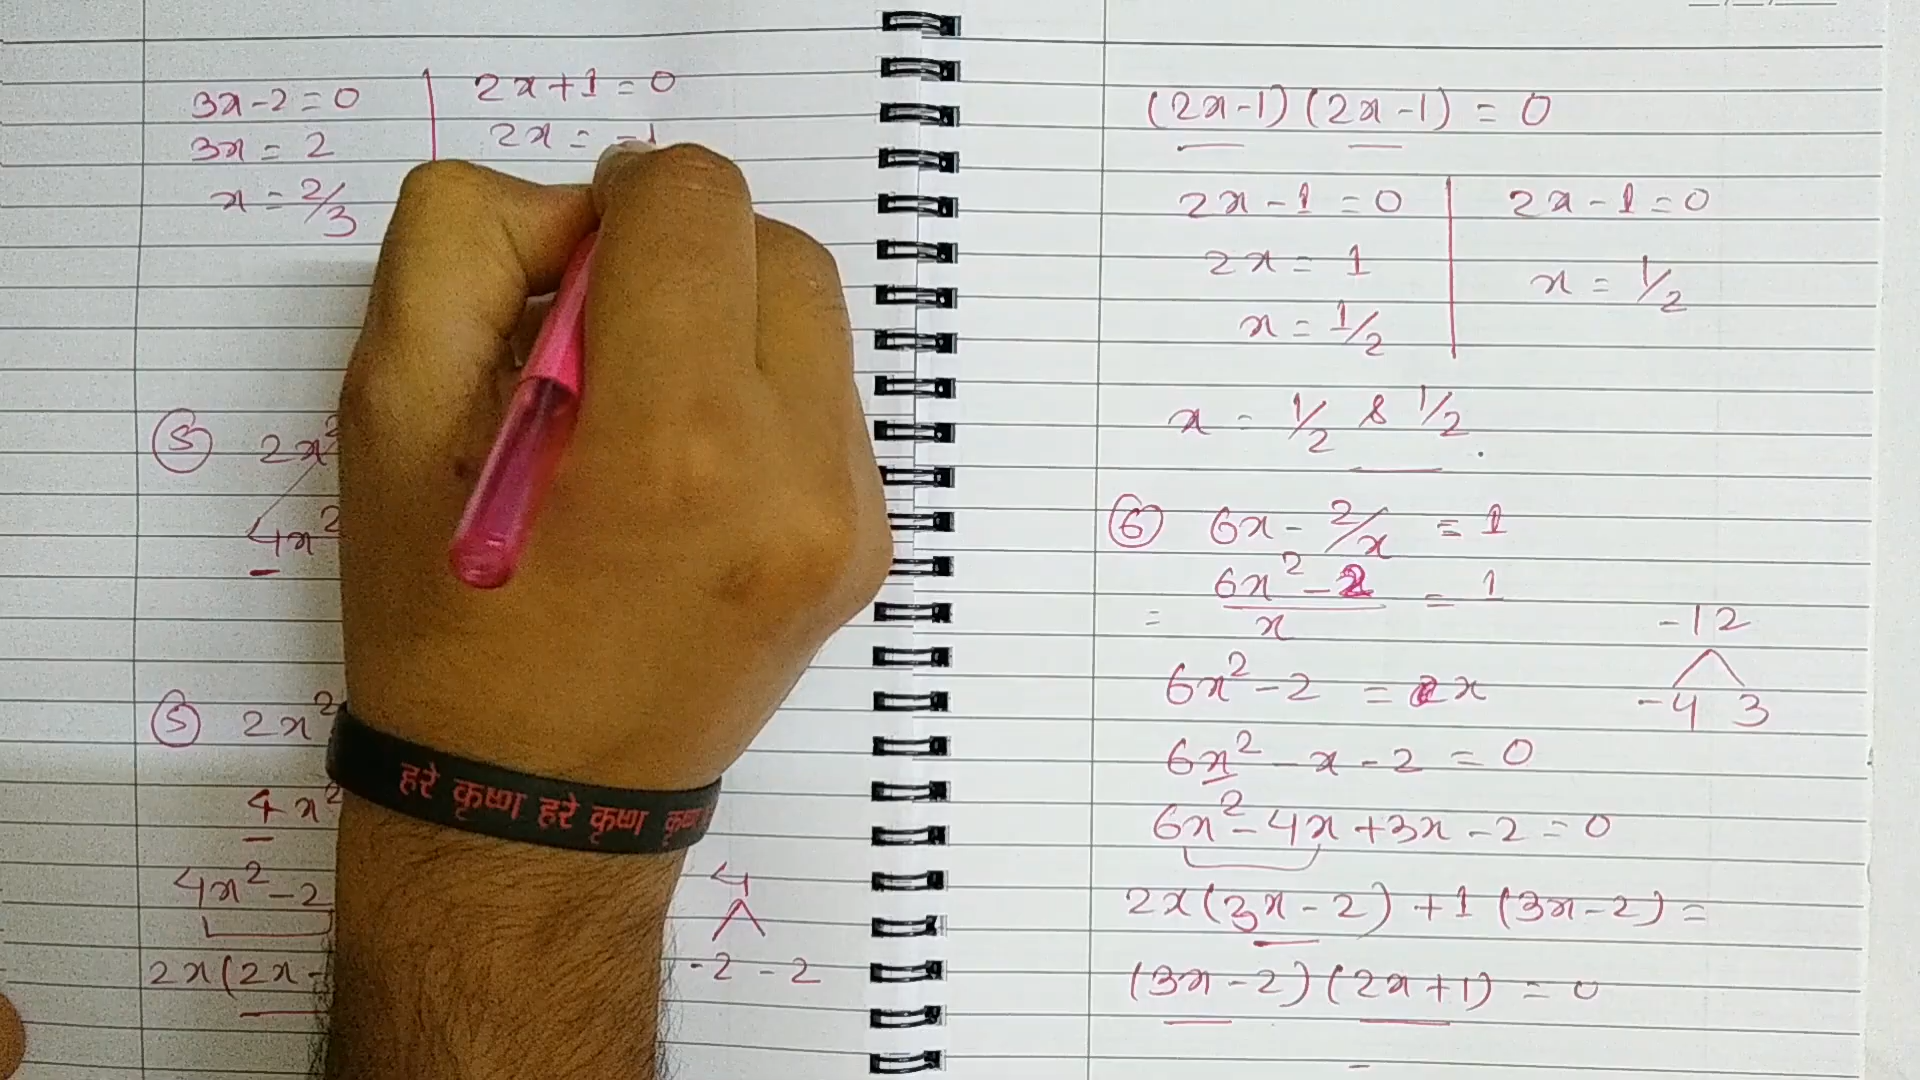 3x-2=0 2x+1=0
3x = 2 2x = -1
x = 2/3
(5) 2x²
4x²
(5) 2x²
4x²
4x²-2 4
2x(2x- -2 -2
हरे कृष्ण हरे कृष्ण कृष्ण
(2x-1)(2x-1) = 0
2x-1=0 2x-1=0
2x = 1 x = 1/2
x = 1/2
x = 1/2 & 1/2.
(6) 6x - 2/x = 1
= 6x²-2/x = 1
-12
6x²-2 = x -4 3
6x²-x-2 = 0
6x²-4x+3x-2=0
2x(3x-2)+1(3x-2)=
(3x-2)(2x+1) = 0